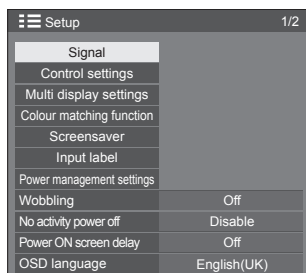 Setup 1/2
Signal
Control settings
Multi display settings
Colour matching function
Screensaver
Input label
Power management settings
Wobbling Off
No activity power off Disable
Power ON screen delay Off
OSD language English(UK)